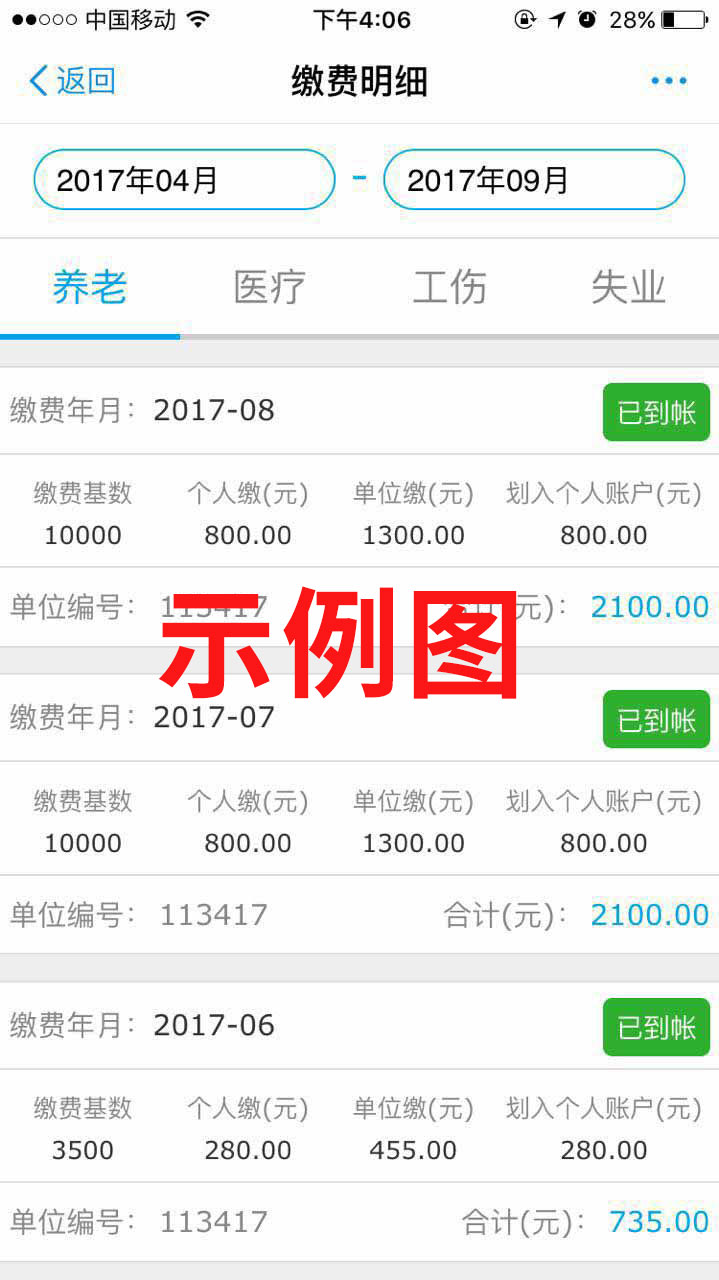 中国移动 下午4:06 28%
返回 缴费明细
2017年04月 - 2017年09月
养老 医疗 工伤 失业
缴费年月: 2017-08 已到帐
缴费基数 个人缴(元) 单位缴(元) 划入个人账户(元)
10000 800.00 1300.00 800.00
单位编号: 113417 合计(元): 2100.00
示例图
缴费年月: 2017-07 已到帐
缴费基数 个人缴(元) 单位缴(元) 划入个人账户(元)
10000 800.00 1300.00 800.00
单位编号: 113417 合计(元): 2100.00
缴费年月: 2017-06 已到帐
缴费基数 个人缴(元) 单位缴(元) 划入个人账户(元)
3500 280.00 455.00 280.00
单位编号: 113417 合计(元): 735.00